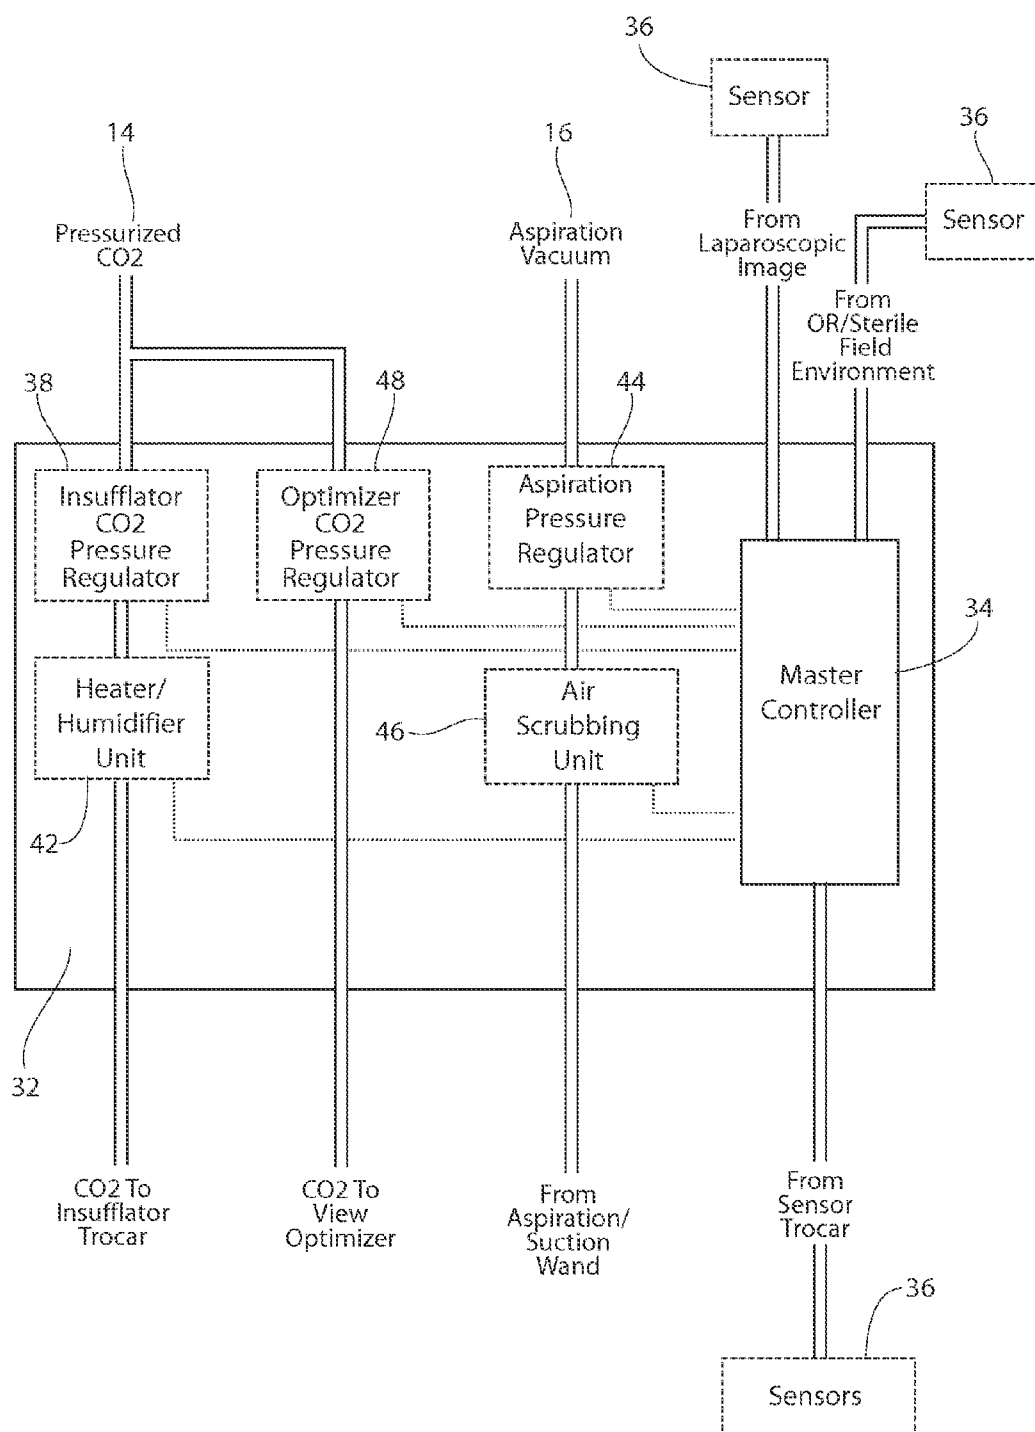 36
Sensor
14
16
36
Pressurized
CO2
Aspiration
Vacuum
From
Laparoscopic
Image
Sensor
From
OR/Sterile
Field
Environment
38
48
44
Insufflator
CO2
Pressure
Regulator
Optimizer
CO2
Pressure
Regulator
Aspiration
Pressure
Regulator
34
Heater/
Humidifier
Unit
46
Air
Scrubbing
Unit
Master
Controller
42
32
CO2 To
Insufflator
Trocar
CO2 To
View
Optimizer
From
Aspiration/
Suction
Wand
From
Sensor
Trocar
36
Sensors